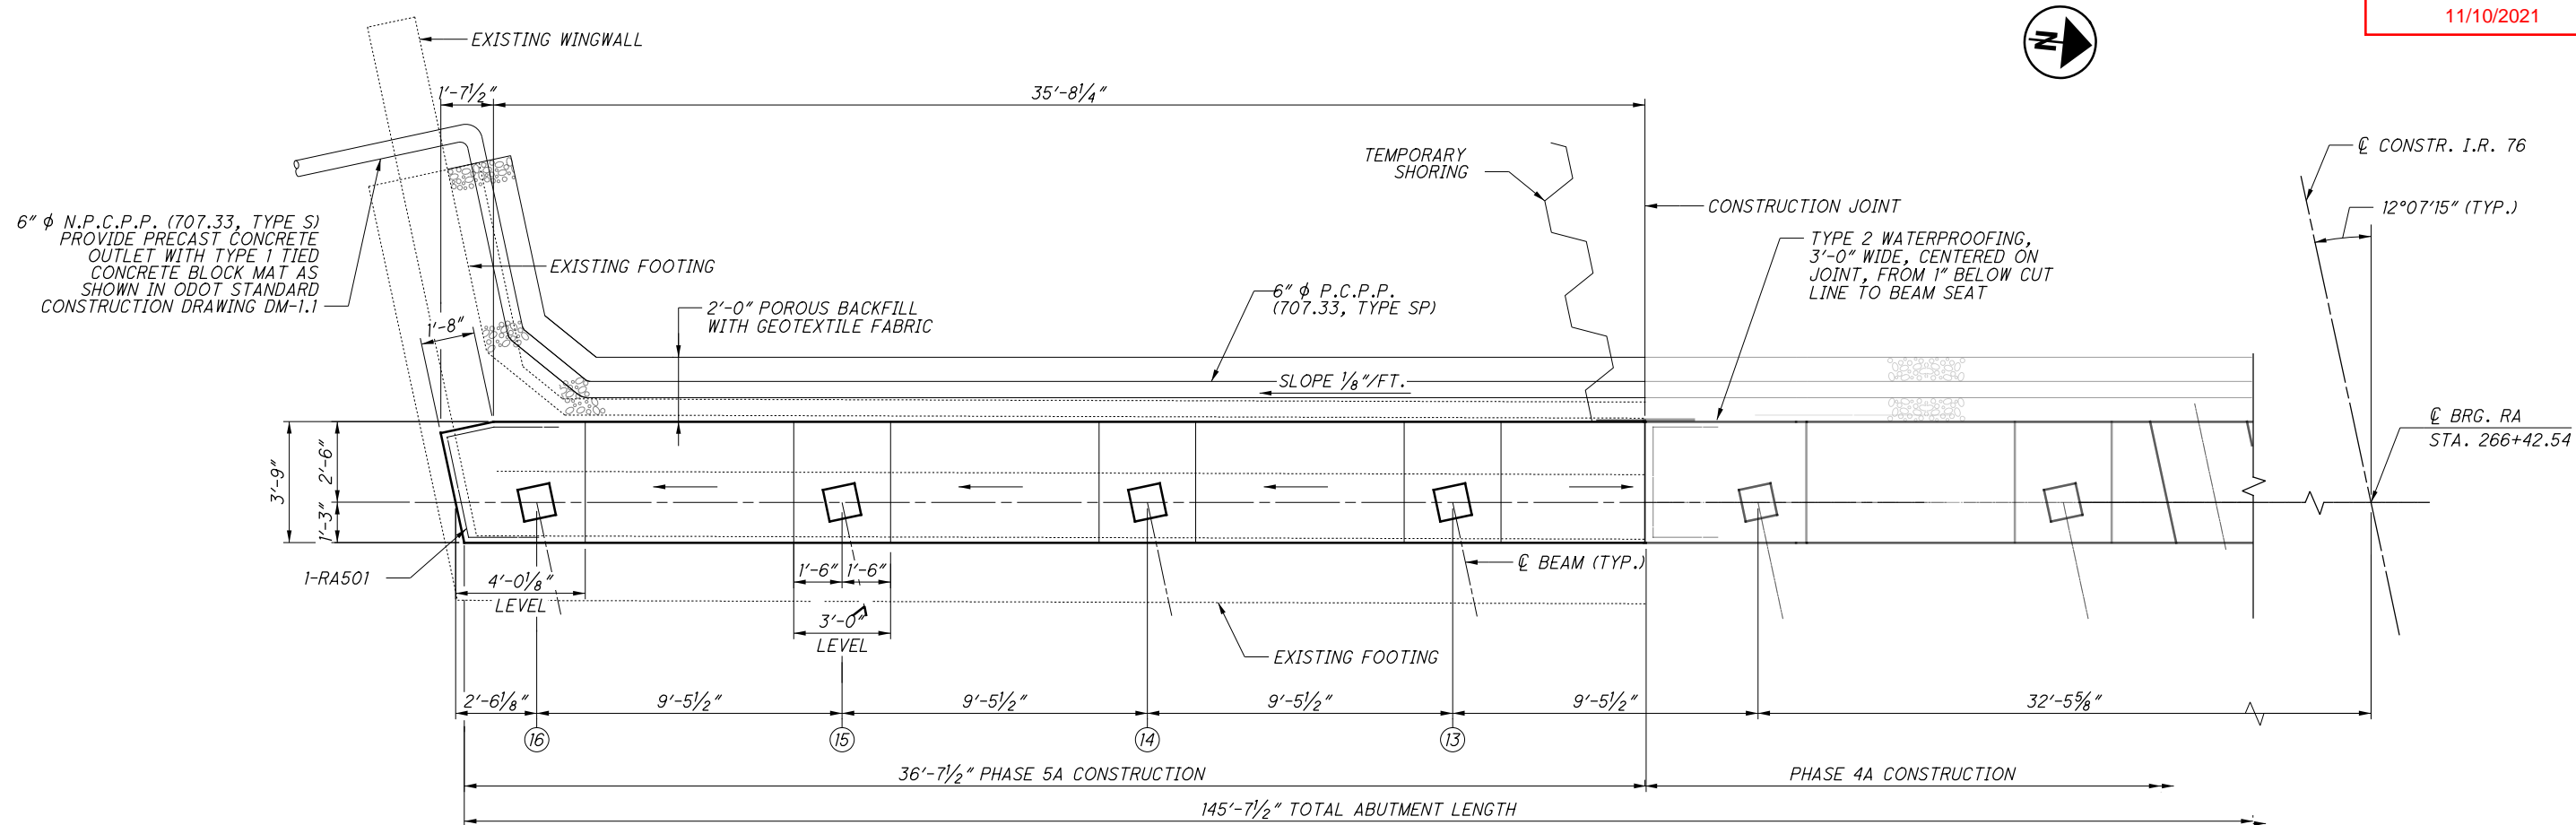 11/10/2021
N
EXISTING WINGWALL
1'-7½"
35'-8¼"
TEMPORARY
SHORING
℄ CONSTR. I.R. 76
12°07'15" (TYP.)
CONSTRUCTION JOINT
6" ϕ N.P.C.P.P. (707.33, TYPE S)
PROVIDE PRECAST CONCRETE
OUTLET WITH TYPE 1 TIED
CONCRETE BLOCK MAT AS
SHOWN IN ODOT STANDARD
CONSTRUCTION DRAWING DM-1.1
TYPE 2 WATERPROOFING,
3'-0" WIDE, CENTERED ON
JOINT, FROM 1" BELOW CUT
LINE TO BEAM SEAT
EXISTING FOOTING
2'-0" POROUS BACKFILL
WITH GEOTEXTILE FABRIC
6" ϕ P.C.P.P.
(707.33, TYPE SP)
1'-8"
SLOPE ⅛"/FT.
℄ BRG. RA
STA. 266+42.54
3'-9"
2'-6"
1'-3"
1-RA501
4'-0⅛"
LEVEL
1'-6"
1'-6"
3'-0"
LEVEL
℄ BEAM (TYP.)
EXISTING FOOTING
2'-6⅛"
9'-5½"
9'-5½"
9'-5½"
9'-5½"
32'-5⅝"
16
15
14
13
36'-7½" PHASE 5A CONSTRUCTION
PHASE 4A CONSTRUCTION
145'-7½" TOTAL ABUTMENT LENGTH